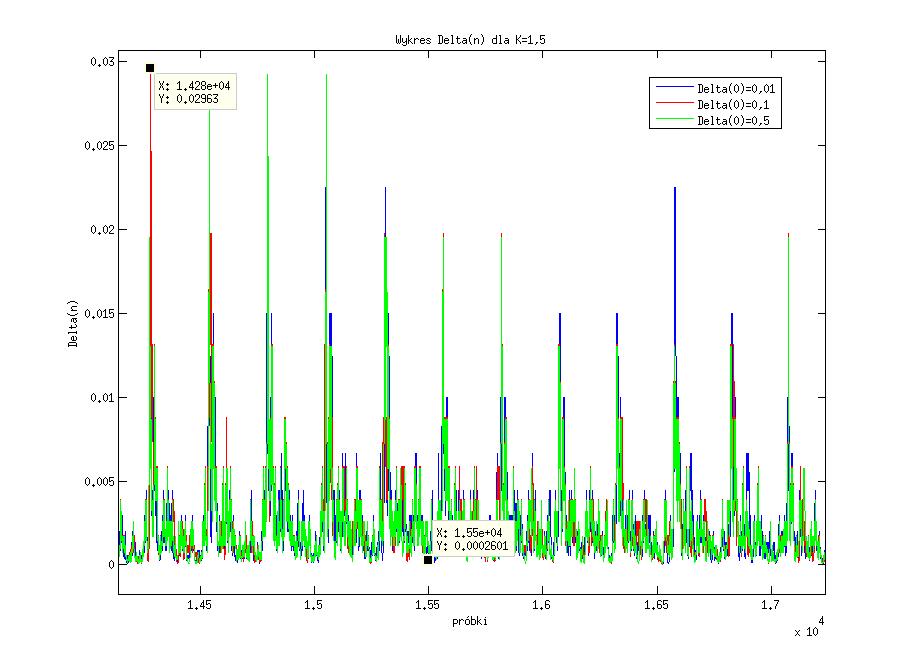 Wykres Delta(n) dla K=1,5
0.03
X: 1.428e+04
Y: 0.02963
Delta(0)=0,01
Delta(0)=0,1
Delta(0)=0,5
0.025
0.02
0.015
Delta(n)
0.01
0.005
X: 1.55e+04
Y: 0.0002601
0
1.45 1.5 1.55 1.6 1.65 1.7
próbki
x 10 4